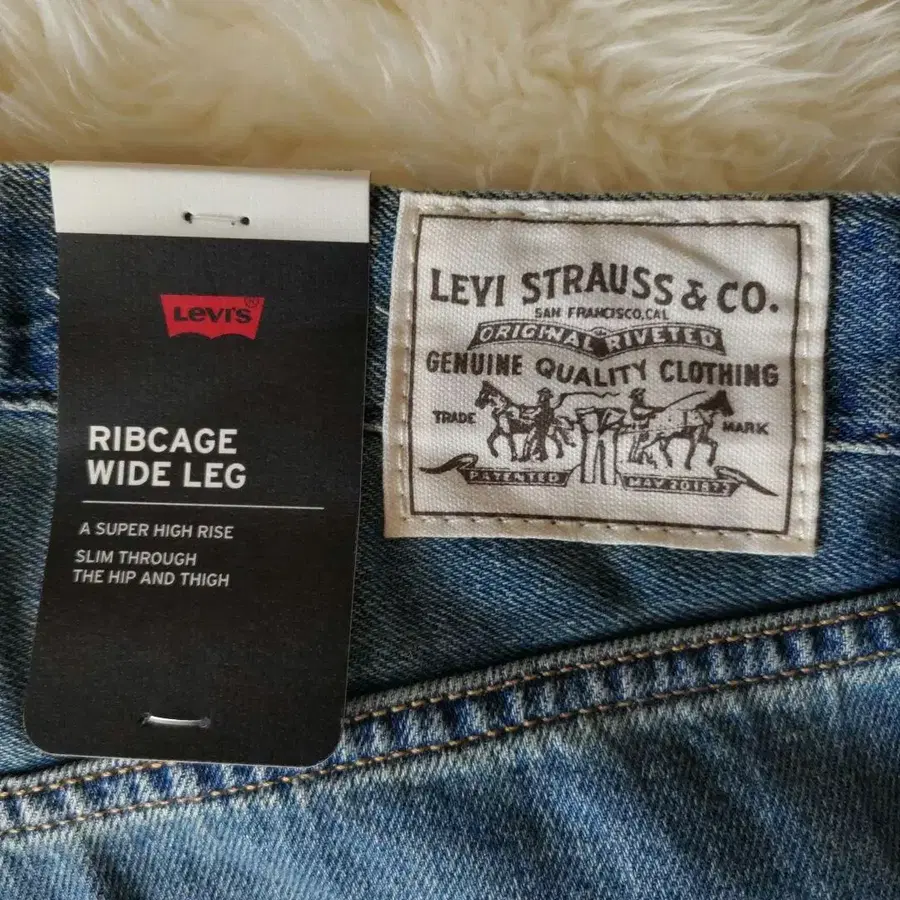 Levi's
RIBCAGE
WIDE LEG
A SUPER HIGH RISE
SLIM THROUGH
THE HIP AND THIGH
LEVI STRAUSS & CO.
SAN FRANCISCO, CAL
ORIGINAL RIVETED
GENUINE QUALITY CLOTHING
TRADE MARK
PATENTED MAY 20 1873